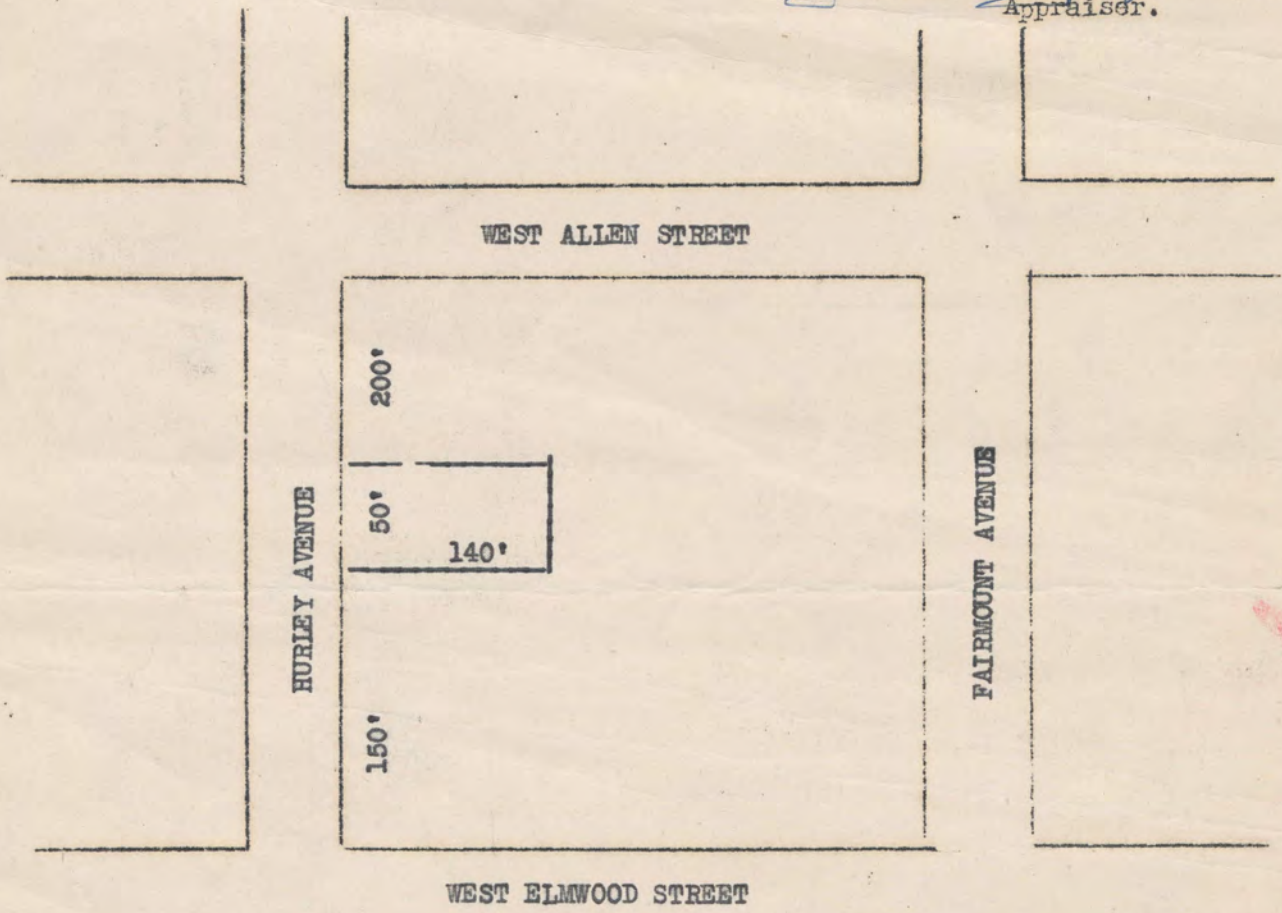 Appraiser.
WEST ALLEN STREET
200'
HURLEY AVENUE
50'
140'
FAIRMOUNT AVENUE
150'
WEST ELMWOOD STREET